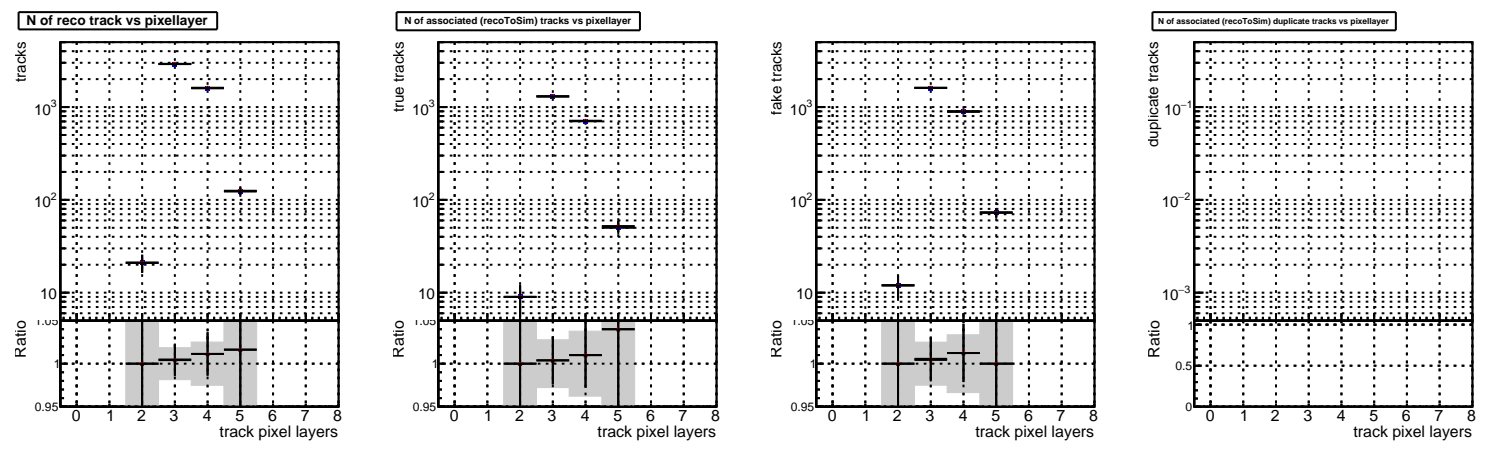 N of reco track vs pixellayer
tracks
10³
10²
10
Ratio
1.05
1
0.95
0 1 2 3 4 5 6 7 8
track pixel layers
N of associated (recoToSim) tracks vs pixellayer
true tracks
10³
10²
10
Ratio
1.05
1
0.95
0 1 2 3 4 5 6 7 8
track pixel layers
fake tracks
10³
10²
10
Ratio
1.05
1
0.95
0 1 2 3 4 5 6 7 8
track pixel layers
N of associated (recoToSim) duplicate tracks vs pixellayer
duplicate tracks
10⁻¹
10⁻²
10⁻³
Ratio
1
0.5
0
0 1 2 3 4 5 6 7 8
track pixel layers